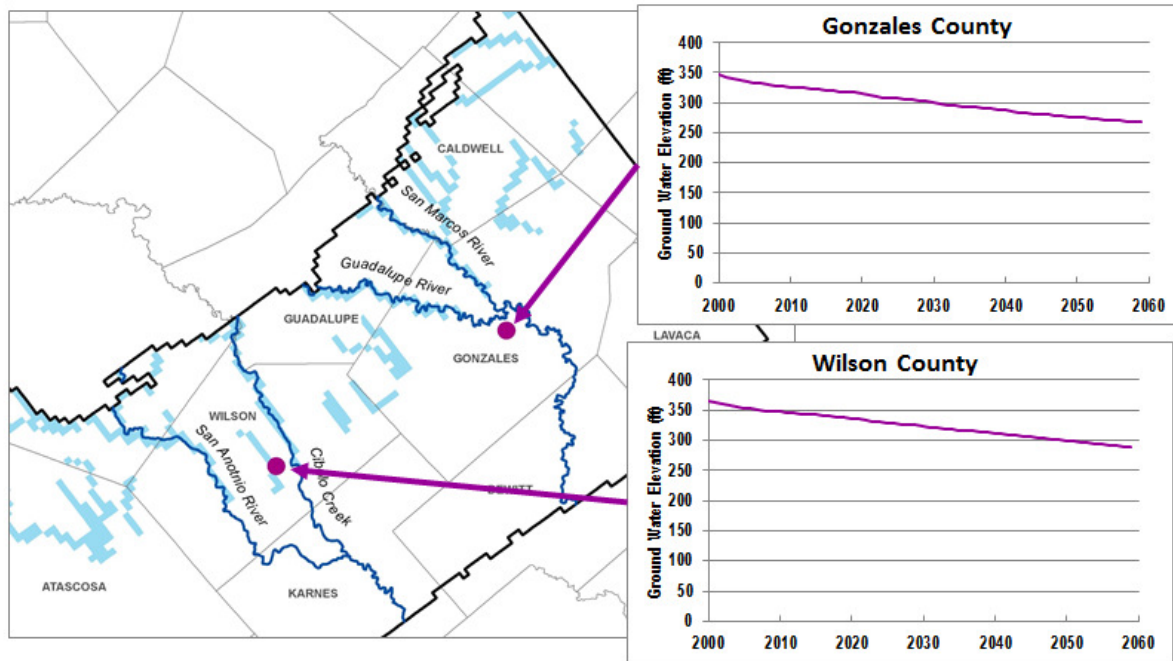 Gonzales County
Ground Water Elevation (ft)
400
350
300
250
200
150
100
50
0
2000 2010 2020 2030 2040 2050 2060
CALDWELL
San Marcos River
Guadalupe River
GUADALUPE
GONZALES
LAVACA
WILSON
San Anotnio River
Cibolo Creek
DEWITT
ATASCOSA
KARNES
Wilson County
Ground Water Elevation (ft)
400
350
300
250
200
150
100
50
0
2000 2010 2020 2030 2040 2050 2060